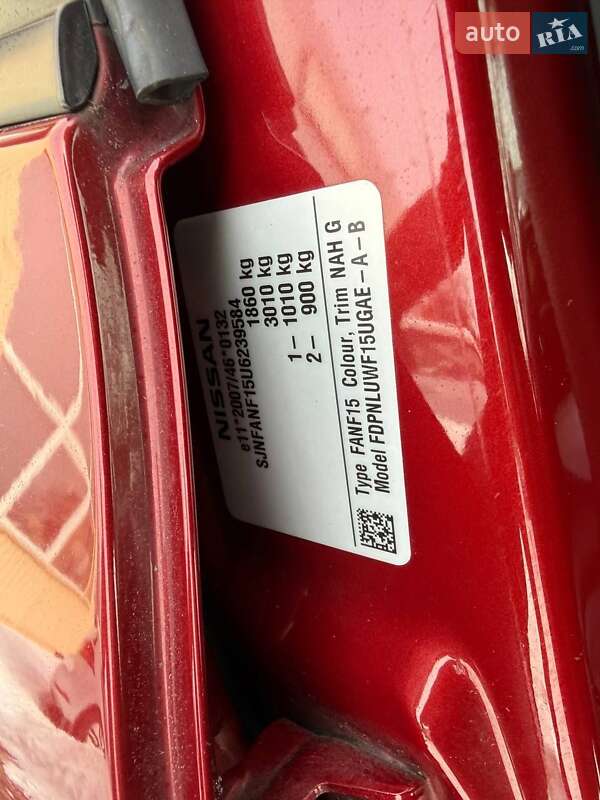 auto RIA .com
NISSAN
e11*2007/46*0132
SJNFANF15U6239584
1860 kg
3010 kg
1- 1010 kg
2- 900 kg
Type FANF15 Colour, Trim NAH G
Model FDPNLUWF15UGAE-A-B